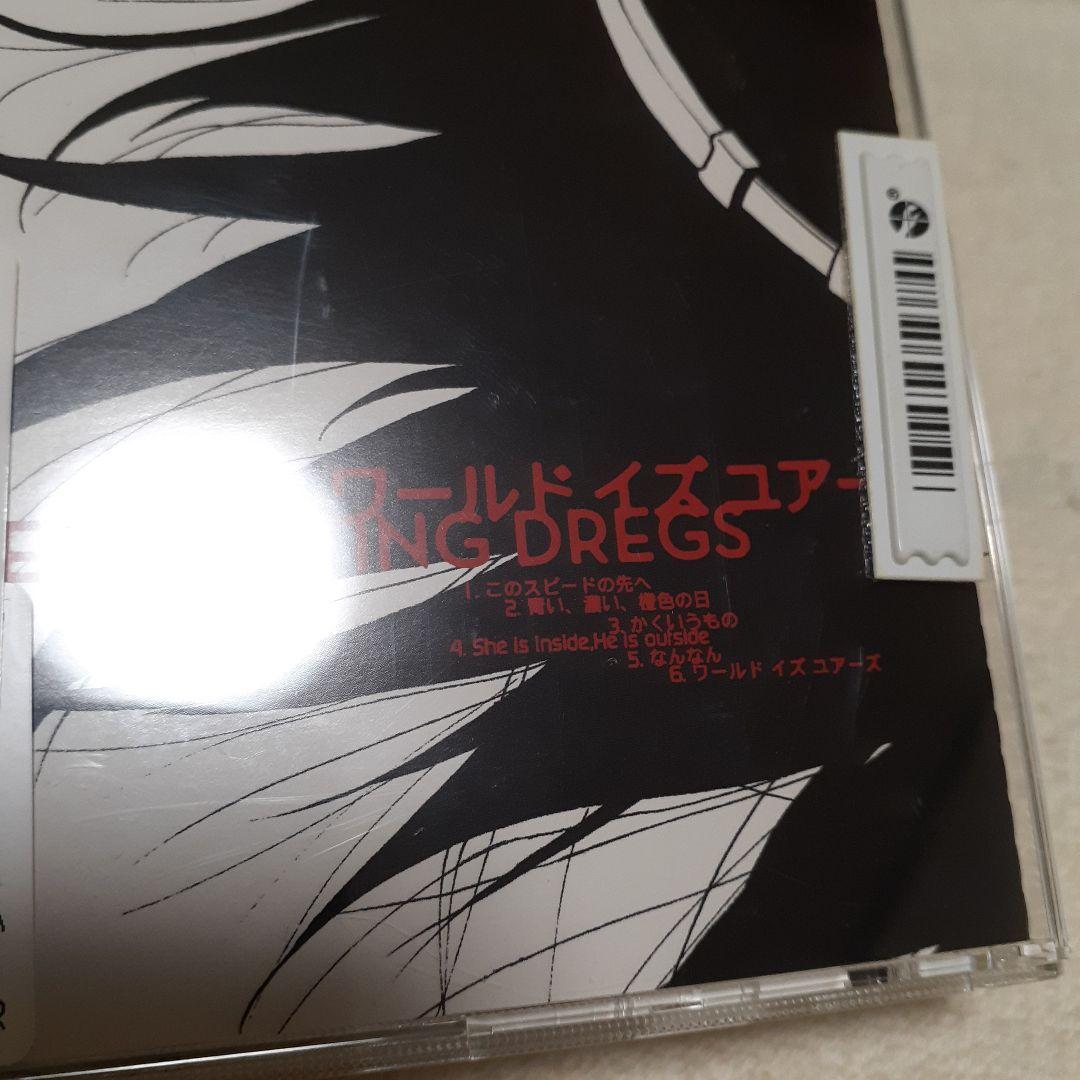 ワールド イズ ユアー
ING DREGS
1. このスピードの先へ
2. 青い、濃い、橙色の日
3. かくいうもの
4. She is inside,He is outside
5. なんなん
6. ワールド イズ ユアーズ
A
R